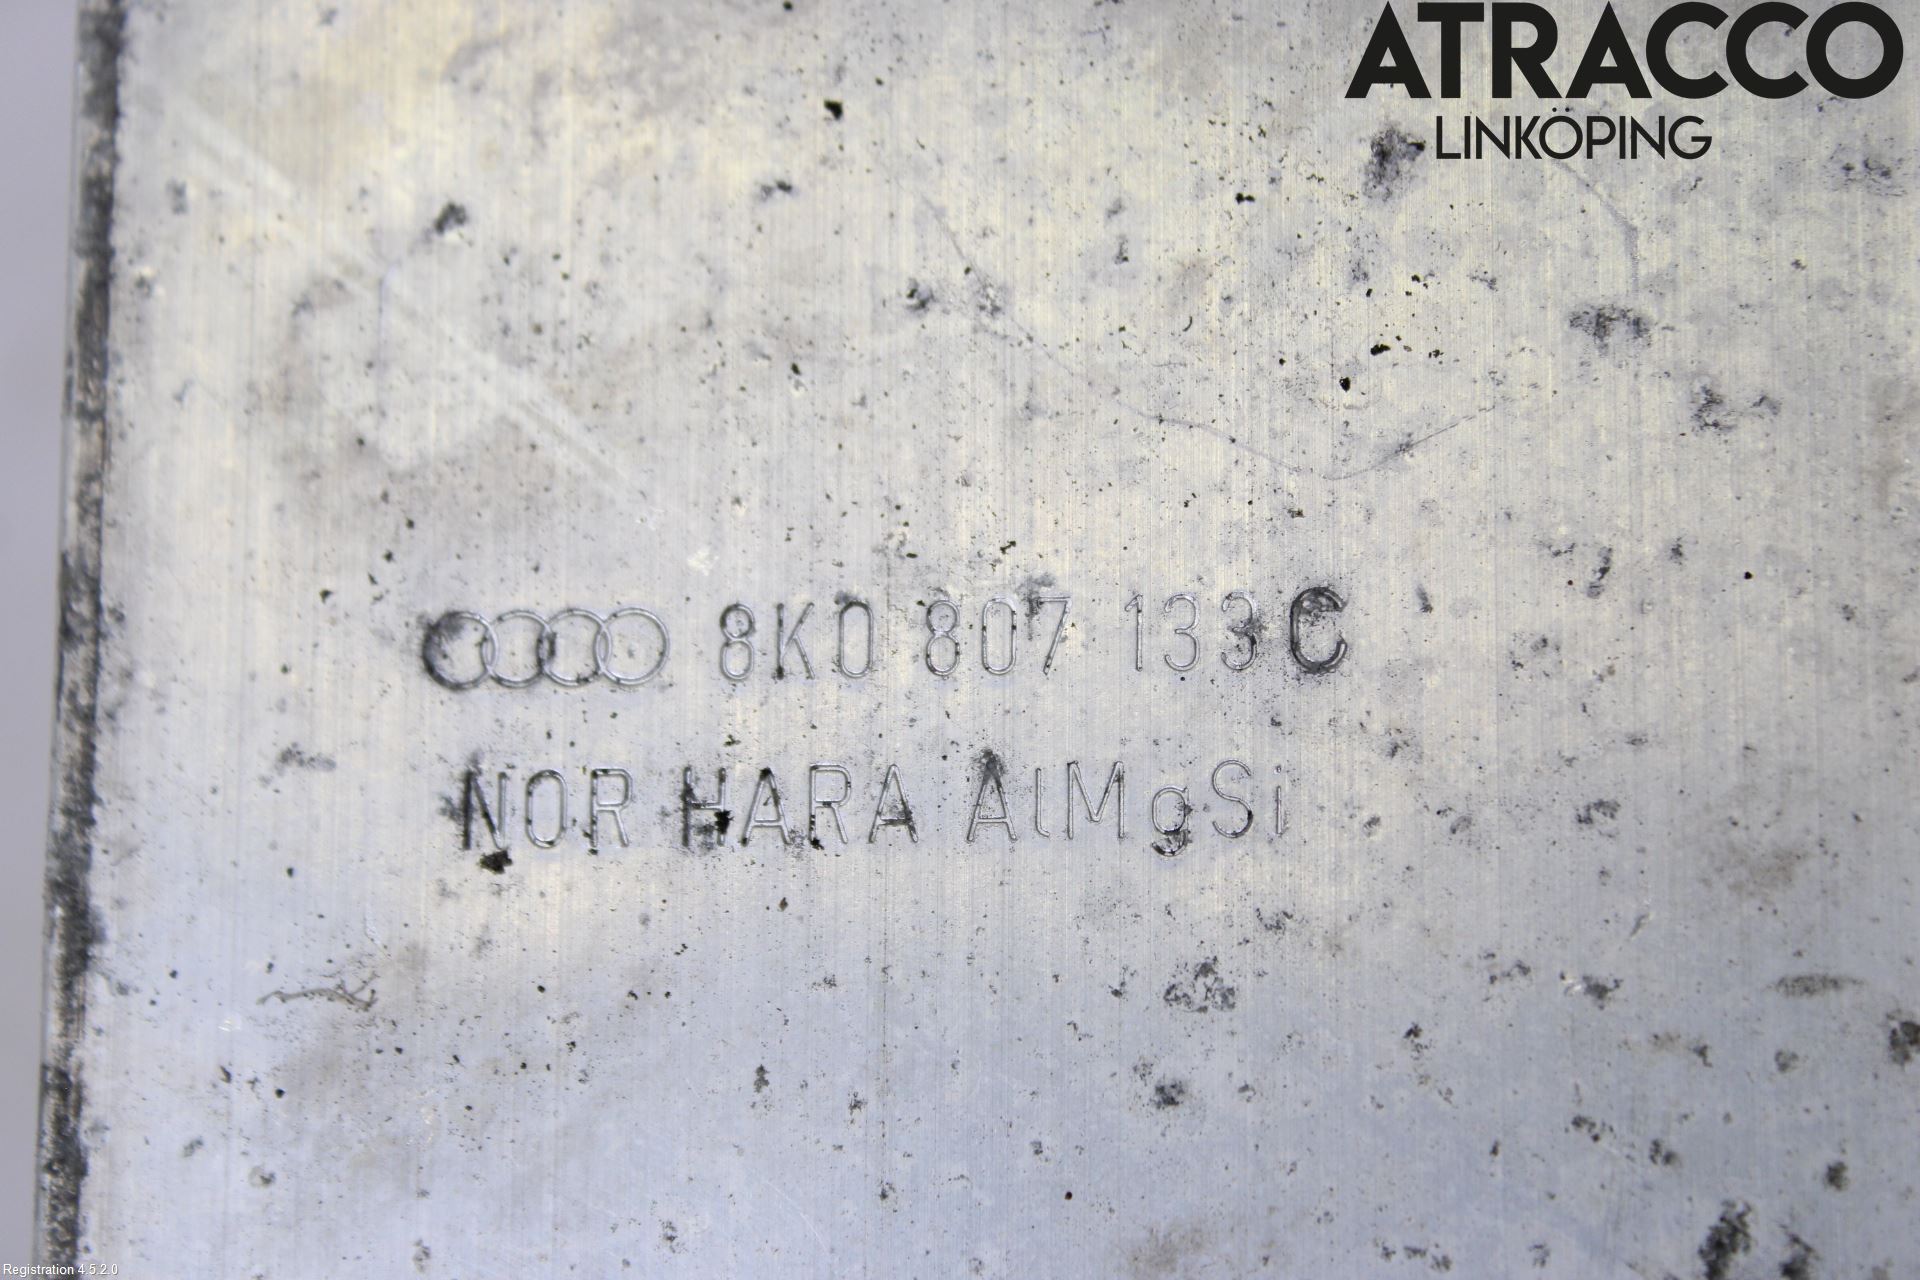 ATRACCO
LINKÖPING
8K0 807 133 C
NOR HARA AlMgSi
Registration 4.5.2.0